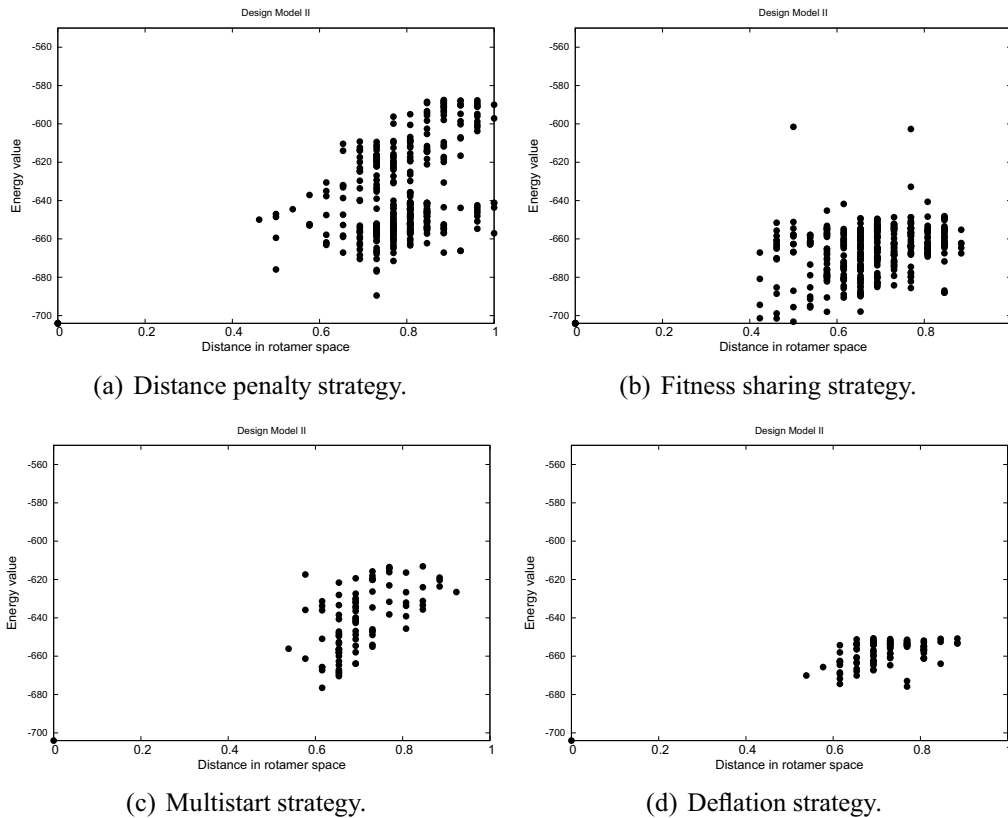 Design Model II
Energy value
-560
-580
-600
-620
-640
-660
-680
-700
0 0.2 0.4 0.6 0.8 1
Distance in rotamer space
(a) Distance penalty strategy.
Design Model II
Energy value
-560
-580
-600
-620
-640
-660
-680
-700
0 0.2 0.4 0.6 0.8
Distance in rotamer space
(b) Fitness sharing strategy.
Design Model II
Energy value
-560
-580
-600
-620
-640
-660
-680
-700
0 0.2 0.4 0.6 0.8 1
Distance in rotamer space
(c) Multistart strategy.
Design Model II
Energy value
-560
-580
-600
-620
-640
-660
-680
-700
0 0.2 0.4 0.6 0.8
Distance in rotamer space
(d) Deflation strategy.